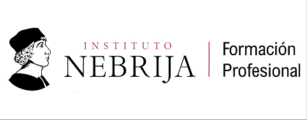 INSTITUTO
NEBRIJA
Formación
Profesional